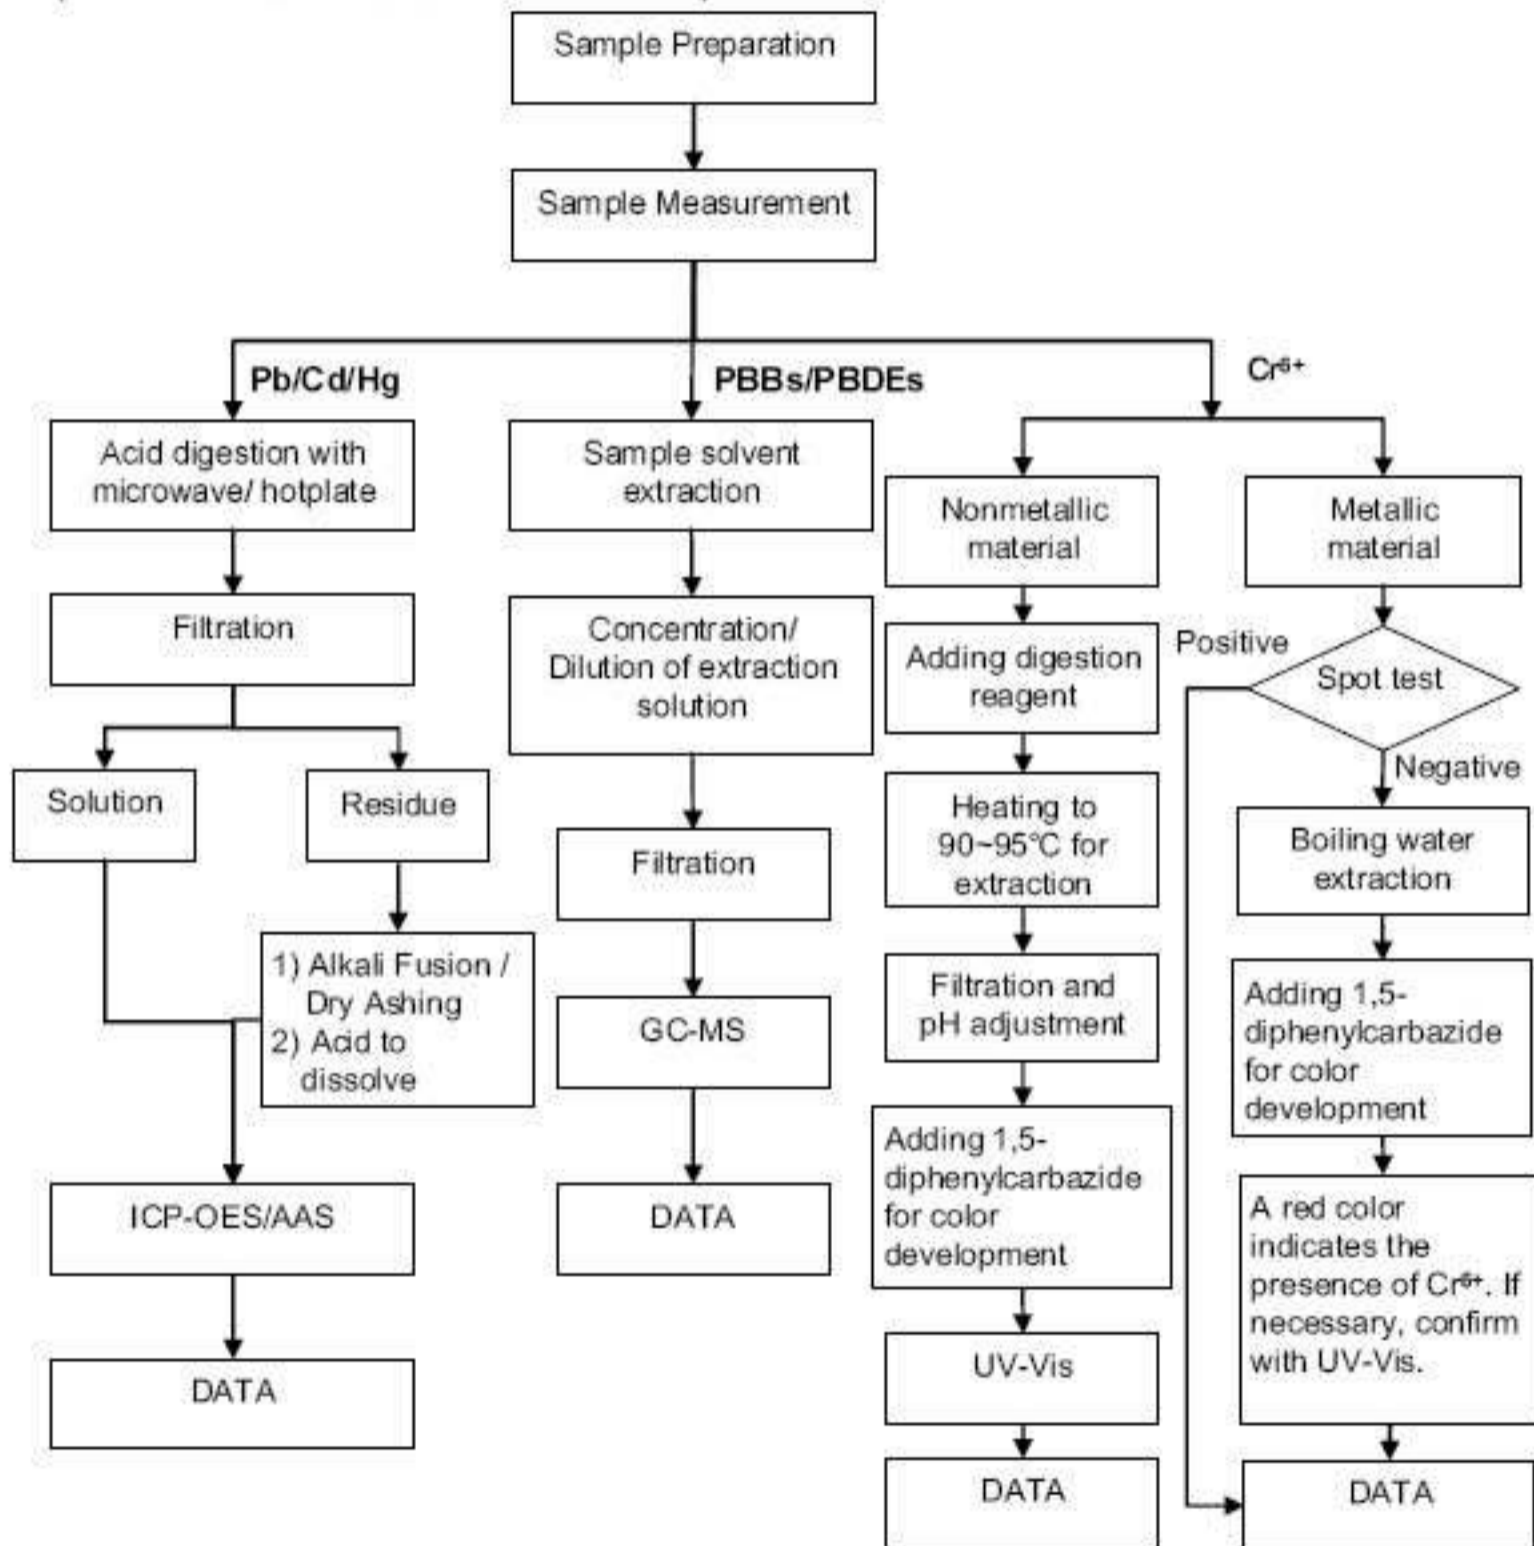 Sample Preparation
Sample Measurement
Pb/Cd/Hg
PBBs/PBDEs
Cr⁶⁺
Acid digestion with
microwave/ hotplate
Filtration
Solution
Residue
1) Alkali Fusion /
Dry Ashing
2) Acid to
dissolve
ICP-OES/AAS
DATA
Sample solvent
extraction
Concentration/
Dilution of extraction
solution
Filtration
GC-MS
DATA
Nonmetallic
material
Adding digestion
reagent
Heating to
90~95℃ for
extraction
Filtration and
pH adjustment
Adding 1,5-
diphenylcarbazide
for color
development
UV-Vis
DATA
Metallic
material
Positive
Spot test
Negative
Boiling water
extraction
Adding 1,5-
diphenylcarbazide
for color
development
A red color
indicates the
presence of Cr⁶⁺. If
necessary, confirm
with UV-Vis.
DATA